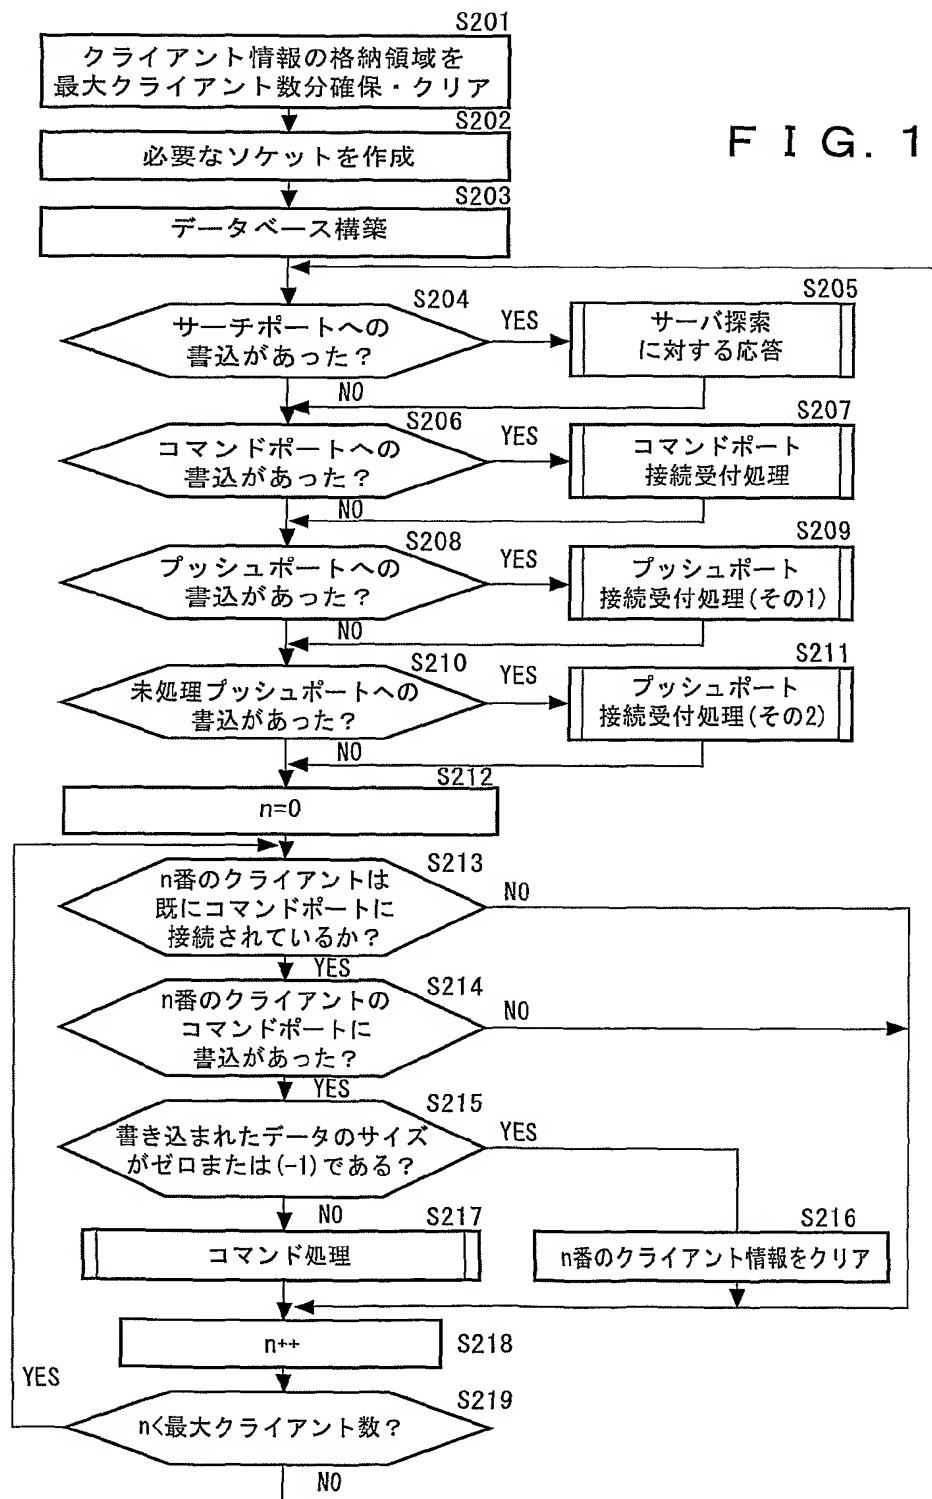 S201
クライアント情報の格納領域を
最大クライアント数分確保・クリア
S202
必要なソケットを作成
FIG. 1
S203
データベース構築
S204
サーチポートへの
書込があった?
YES
S205
サーバ探索
に対する応答
NO
S206
コマンドポートへの
書込があった?
YES
S207
コマンドポート
接続受付処理
NO
S208
プッシュポートへの
書込があった?
YES
S209
プッシュポート
接続受付処理(その1)
NO
S210
未処理プッシュポートへの
書込があった?
YES
S211
プッシュポート
接続受付処理(その2)
NO
S212
n=0
S213
n番のクライアントは
既にコマンドポートに
接続されているか?
NO
YES
S214
n番のクライアントの
コマンドポートに
書込があった?
NO
YES
S215
書き込まれたデータのサイズ
がゼロまたは(-1)である?
YES
NO
S217
コマンド処理
S216
n番のクライアント情報をクリア
n++
S218
YES
S219
n<最大クライアント数?
NO